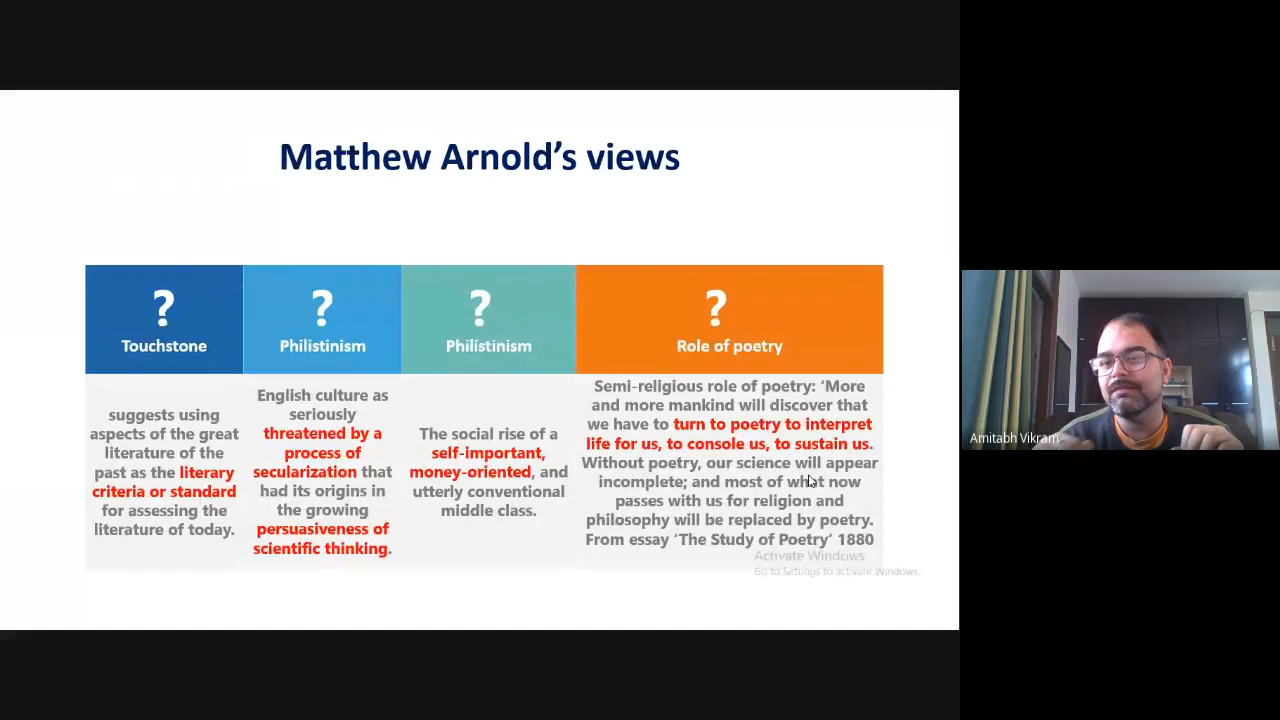 Matthew Arnold's views
?
Touchstone
suggests using
aspects of the great
literature of the
past as the literary
criteria or standard
for assessing the
literature of today.
?
Philistinism
English culture as
seriously
threatened by a
process of
secularization that
had its origins in
the growing
persuasiveness of
scientific thinking.
?
Philistinism
The social rise of a
self-important,
money-oriented, and
utterly conventional
middle class.
?
Role of poetry
Semi-religious role of poetry: ‘More
and more mankind will discover that
we have to turn to poetry to interpret
life for us, to console us, to sustain us.
Without poetry, our science will appear
incomplete; and most of what now
passes with us for religion and
philosophy will be replaced by poetry.
From essay ‘The Study of Poetry’ 1880
Activate Windows
Go to Settings to activate Windows.
Amitabh Vikram